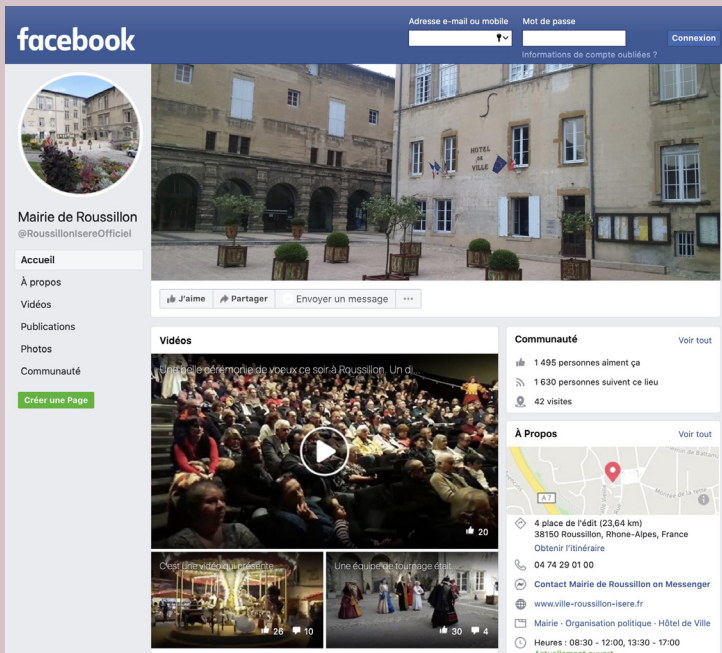 Adresse e-mail ou mobile
Mot de passe
facebook
Connexion
Informations de compte oubliées ?
HOTEL
DE
VILLE
Mairie de Roussillon
@RoussillonIsereOfficiel
Accueil
À propos
Vidéos
Publications
Photos
Communauté
Créer une Page
J'aime
Partager
Envoyer un message
Vidéos
Une belle cérémonie de voeux ce soir à Roussillon. Un di...
20
C'est une vidéo qui présente
26
10
Une équipe de tournage était
30
4
Communauté
Voir tout
1 495 personnes aiment ça
1 630 personnes suivent ce lieu
42 visites
À Propos
Voir tout
A 7
4 place de l'édit (23,64 km)
38150 Roussillon, Rhone-Alpes, France
Obtenir l'itinéraire
04 74 29 01 00
Contact Mairie de Roussillon on Messenger
www.ville-roussillon-isere.fr
Mairie · Organisation politique · Hôtel de Ville
Heures : 08:30 - 12:00, 13:30 - 17:00
Actuellement ouvert